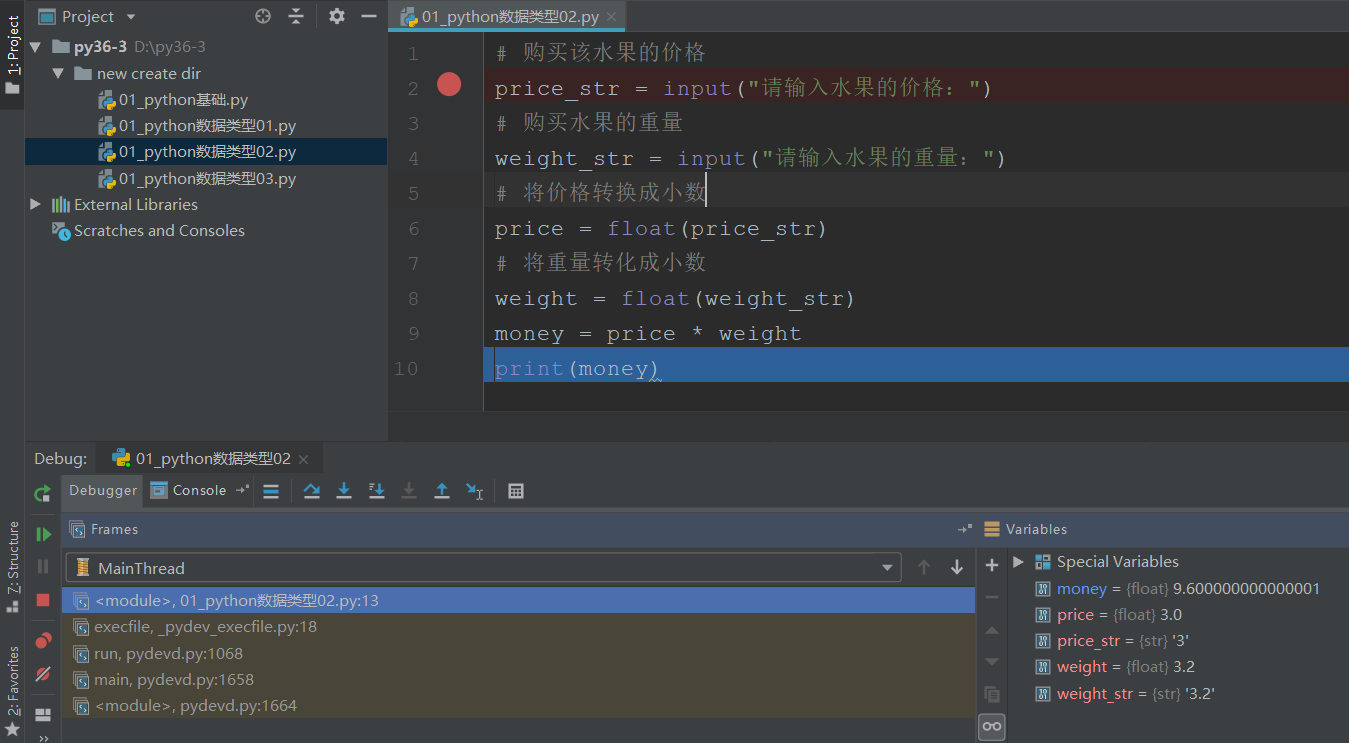 Project
01_python数据类型02.py
1: Project
py36-3 D:\py36-3
new create dir
01_python基础.py
01_python数据类型01.py
01_python数据类型02.py
01_python数据类型03.py
External Libraries
Scratches and Consoles
1 # 购买该水果的价格
2 price_str = input("请输入水果的价格：")
3 # 购买水果的重量
4 weight_str = input("请输入水果的重量：")
5 # 将价格转换成小数
6 price = float(price_str)
7 # 将重量转化成小数
8 weight = float(weight_str)
9 money = price * weight
10 print(money)
Debug: 01_python数据类型02
Debugger Console
Z: Structure
2: Favorites
Frames
MainThread
<module>, 01_python数据类型02.py:13
execfile, _pydev_execfile.py:18
run, pydevd.py:1068
main, pydevd.py:1658
<module>, pydevd.py:1664
Variables
Special Variables
money = {float} 9.600000000000001
price = {float} 3.0
price_str = {str} '3'
weight = {float} 3.2
weight_str = {str} '3.2'